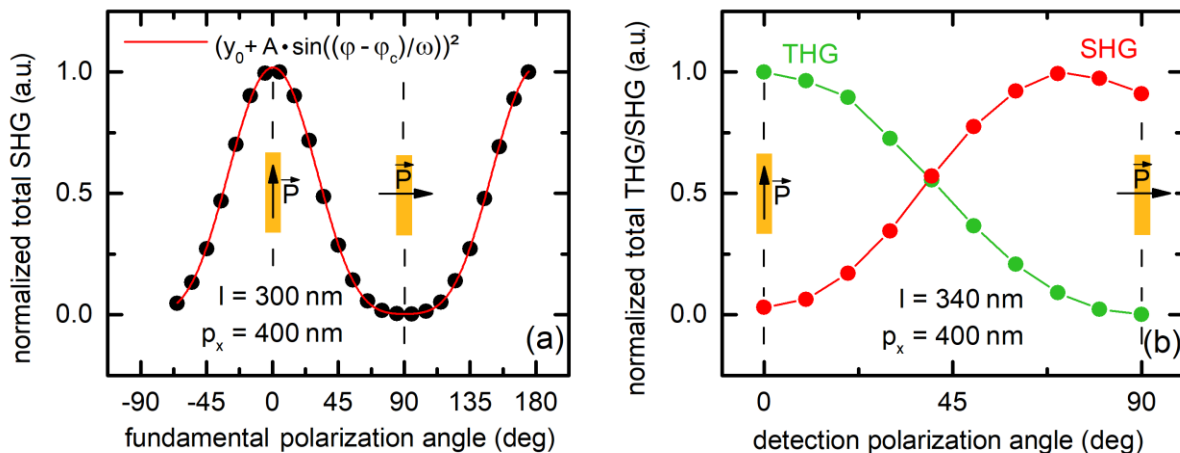 normalized total SHG (a.u.)
(y₀+ A·sin((φ - φc)/ω))²
1.0
0.5
0.0
P
P
l = 300 nm
pₓ = 400 nm
(a)
-90 -45 0 45 90 135 180
fundamental polarization angle (deg)
normalized total THG/SHG (a.u.)
THG
SHG
1.0
0.5
0.0
P
P
l = 340 nm
pₓ = 400 nm
(b)
0 45 90
detection polarization angle (deg)